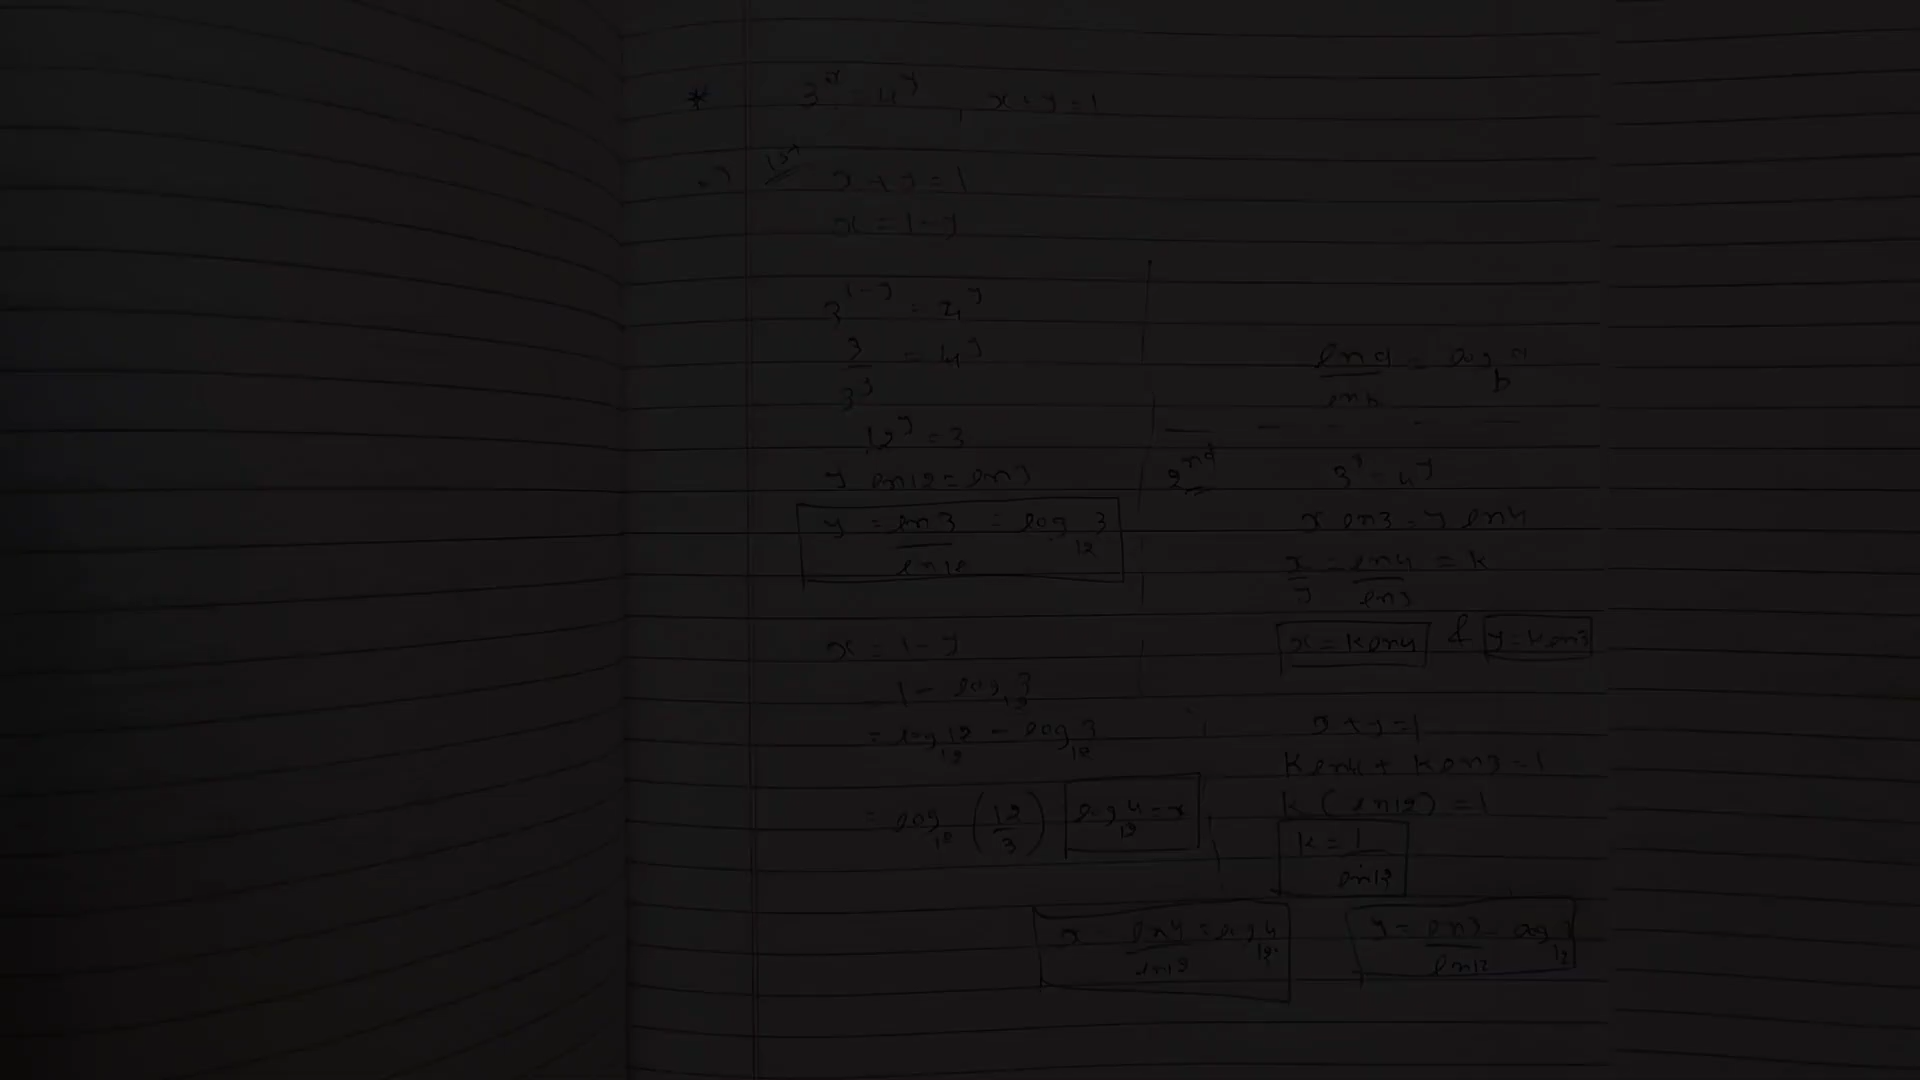 * 3^x = 4^y, x + y = 1
=> 1st x + y = 1
x = 1 - y
3^(1-y) = 4^y
3/3^y = 4^y
12^y = 3
y ln12 = ln3
y = ln3/ln12 = log_12 3
x = 1 - y
1 - log_12 3
= log_12 12 - log_12 3
= log_12 (12/3) log_12 4 = x
ln a/ln b = log_b a
2nd 3^x = 4^y
x ln3 = y ln4
x/y = ln4/ln3 = k
x = k ln4 & y = k ln3
x + y = 1
k ln4 + k ln3 = 1
k (ln12) = 1
k = 1/ln12
x = ln4/ln12 = log_12 4 y = ln3/ln12 = log_12 3